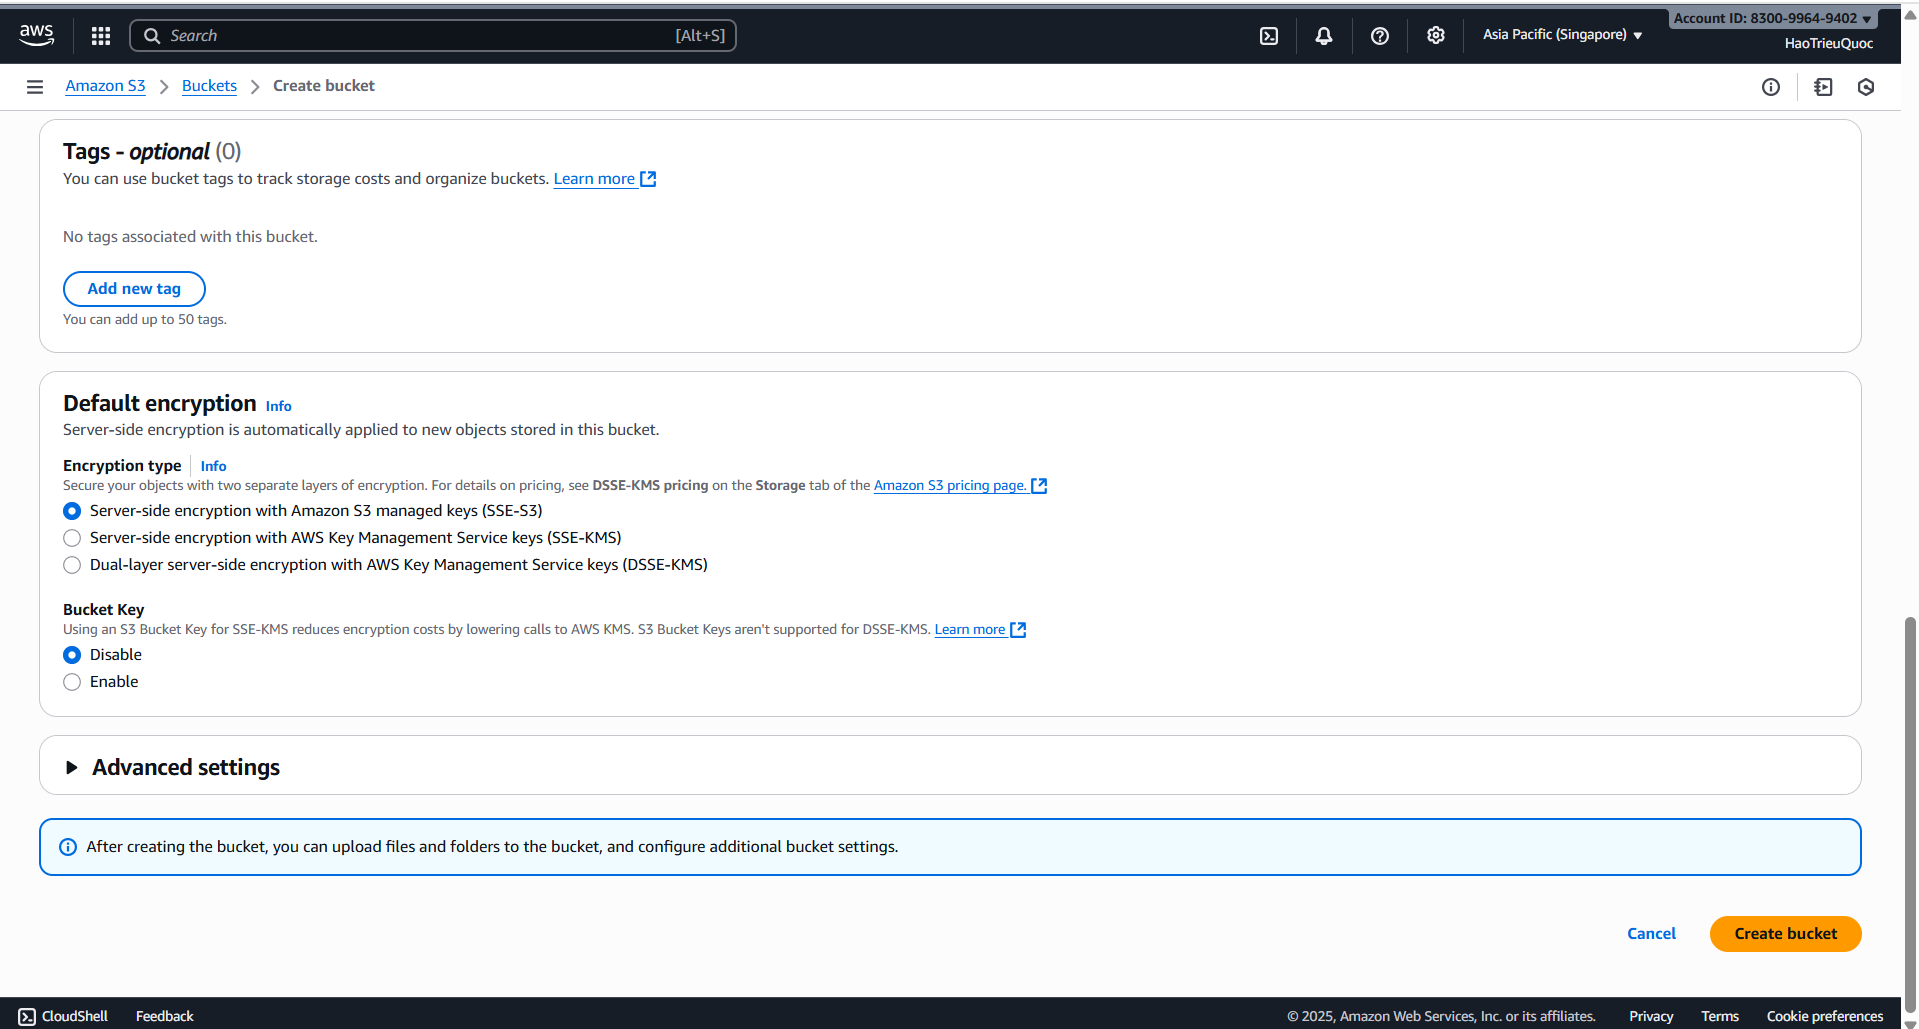 aws
Search [Alt+S]
Asia Pacific (Singapore)
Account ID: 8300-9964-9402
HaoTrieuQuoc
Amazon S3 Buckets Create bucket
Tags - optional (0)
You can use bucket tags to track storage costs and organize buckets. Learn more
No tags associated with this bucket.
Add new tag
You can add up to 50 tags.
Default encryption Info
Server-side encryption is automatically applied to new objects stored in this bucket.
Encryption type Info
Secure your objects with two separate layers of encryption. For details on pricing, see DSSE-KMS pricing on the Storage tab of the Amazon S3 pricing page.
Server-side encryption with Amazon S3 managed keys (SSE-S3)
Server-side encryption with AWS Key Management Service keys (SSE-KMS)
Dual-layer server-side encryption with AWS Key Management Service keys (DSSE-KMS)
Bucket Key
Using an S3 Bucket Key for SSE-KMS reduces encryption costs by lowering calls to AWS KMS. S3 Bucket Keys aren't supported for DSSE-KMS. Learn more
Disable
Enable
Advanced settings
After creating the bucket, you can upload files and folders to the bucket, and configure additional bucket settings.
Cancel Create bucket
CloudShell Feedback © 2025, Amazon Web Services, Inc. or its affiliates. Privacy Terms Cookie preferences